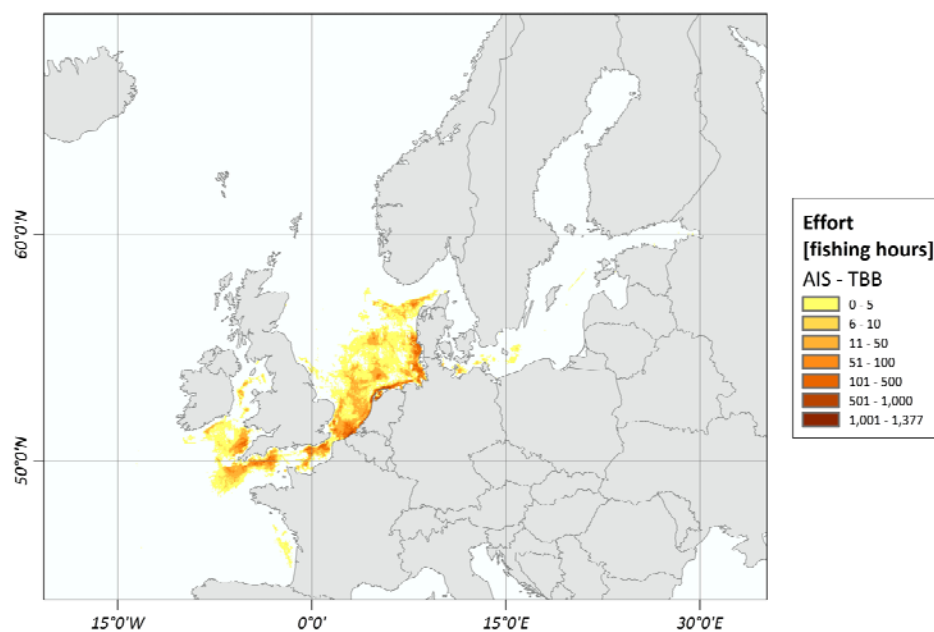 60°0'N
50°0'N
15°0'W
0°0'
15°0'E
30°0'E
Effort
[fishing hours]
AIS - TBB
0 - 5
6 - 10
11 - 50
51 - 100
101 - 500
501 - 1,000
1,001 - 1,377